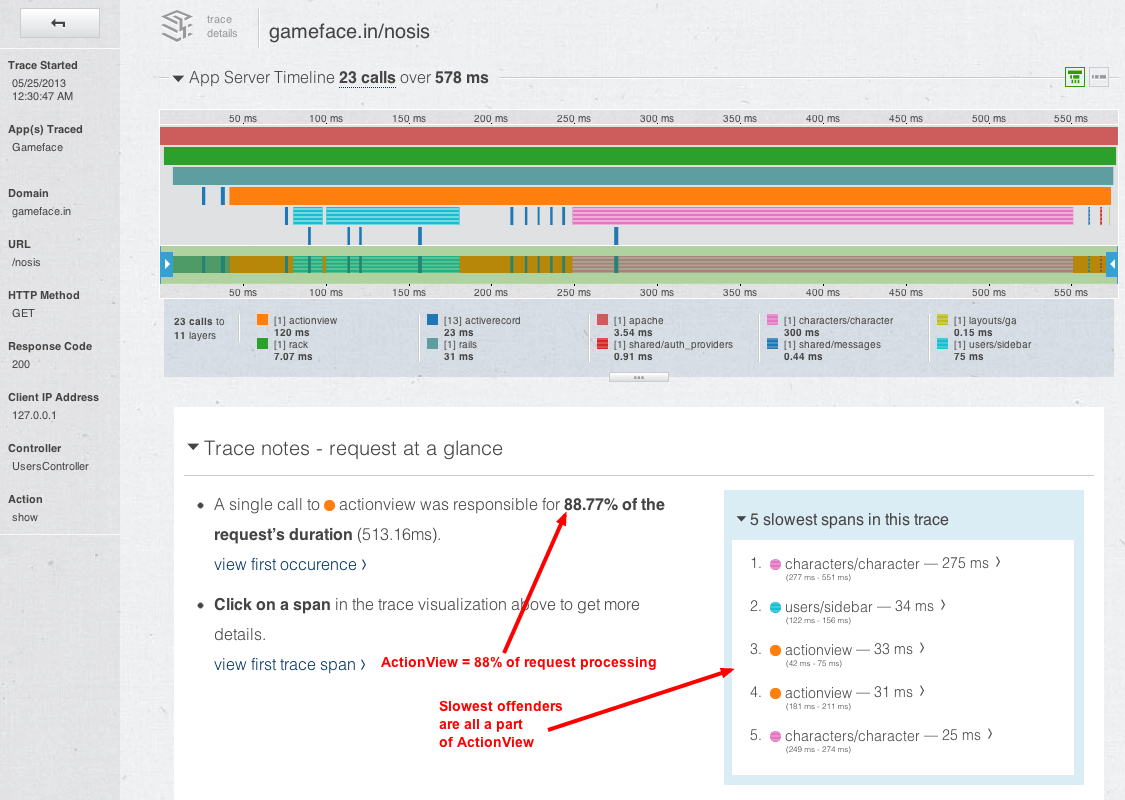 trace
details
gameface.in/nosis
Trace Started
05/25/2013
12:30:47 AM
App(s) Traced
Gameface
Domain
gameface.in
URL
/nosis
HTTP Method
GET
Response Code
200
Client IP Address
127.0.0.1
Controller
UsersController
Action
show
App Server Timeline 23 calls over 578 ms
50 ms 100 ms 150 ms 200 ms 250 ms 300 ms 350 ms 400 ms 450 ms 500 ms 550 ms
50 ms 100 ms 150 ms 200 ms 250 ms 300 ms 350 ms 400 ms 450 ms 500 ms 550 ms
23 calls to
11 layers
[1] actionview
120 ms
[1] rack
7.07 ms
[13] activerecord
23 ms
[1] rails
31 ms
[1] apache
3.54 ms
[1] shared/auth_providers
0.91 ms
[1] characters/character
300 ms
[1] shared/messages
0.44 ms
[1] layouts/ga
0.15 ms
[1] users/sidebar
75 ms
Trace notes - request at a glance
A single call to actionview was responsible for 88.77% of the
request's duration (513.16ms).
view first occurence ›
Click on a span in the trace visualization above to get more
details.
view first trace span ›
ActionView = 88% of request processing
Slowest offenders
are all a part
of ActionView
5 slowest spans in this trace
1. characters/character — 275 ms ›
(277 ms - 551 ms)
2. users/sidebar — 34 ms ›
(122 ms - 156 ms)
3. actionview — 33 ms ›
(42 ms - 75 ms)
4. actionview — 31 ms ›
(181 ms - 211 ms)
5. characters/character — 25 ms ›
(249 ms - 274 ms)